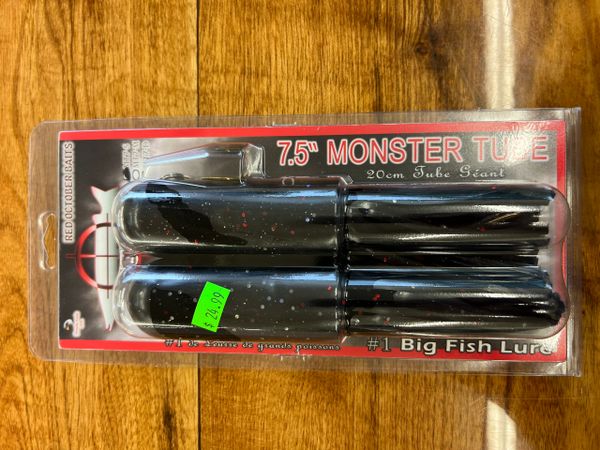 RED OCTOBER BAITS
7.5" MONSTER TUBE
20cm Tube Géant
$ 24.99
#1 de Leurre de grands poissons
#1 Big Fish Lure